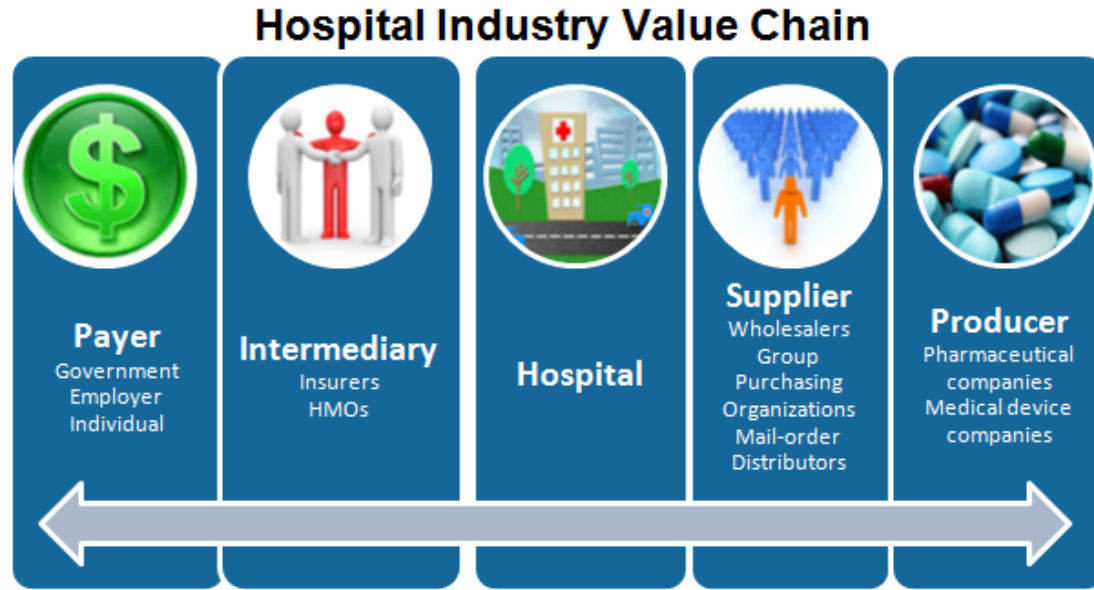 Hospital Industry Value Chain
Payer
Government
Employer
Individual
Intermediary
Insurers
HMOs
Hospital
Supplier
Wholesalers
Group
Purchasing
Organizations
Mail-order
Distributors
Producer
Pharmaceutical
companies
Medical device
companies